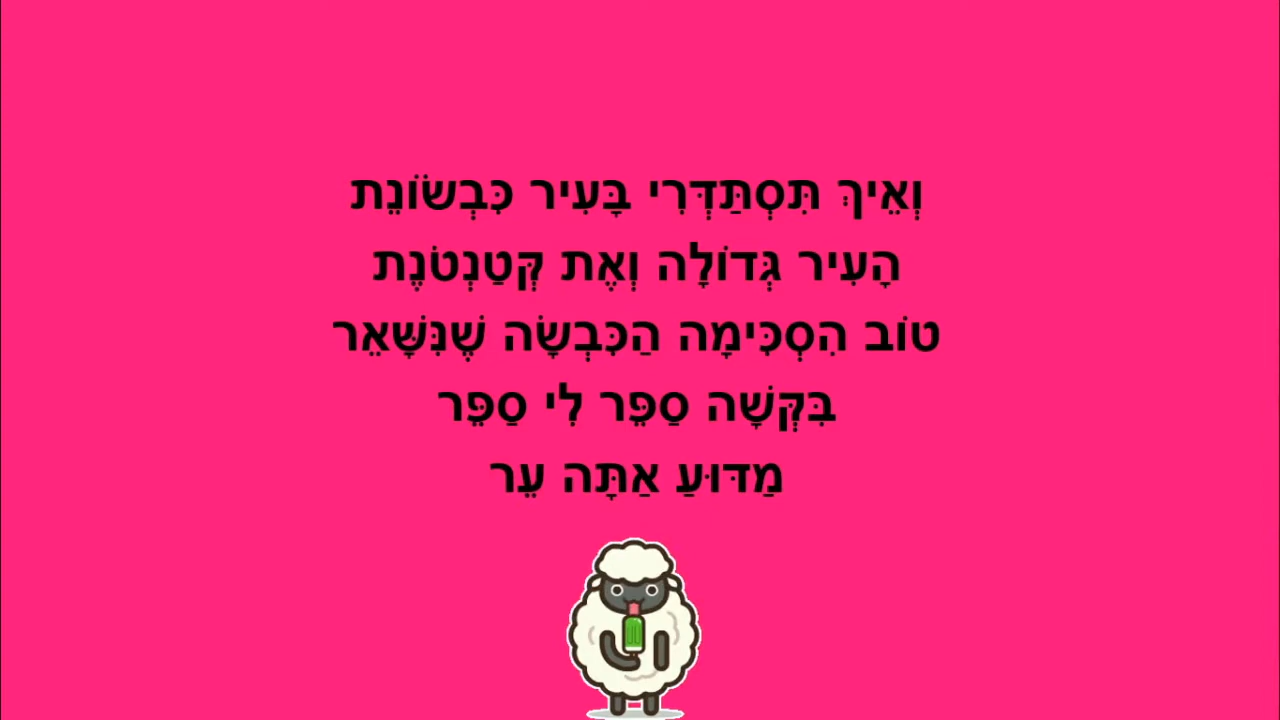 וְאֵיךְ תִּסְתַּדְּרִי בָּעִיר כִּבְשׂוֹנֵת
הָעִיר גְּדוֹלָה וְאֶת קְּטַנְטֹנֶת
טוֹב הִסְכִּימָה הַכִּבְשָׂה שֶׁנִּשָּׁאֵר
בִּקְּשָׁה סַפֵּר לִי סַפֵּר
מַדּוּעַ אַתָּה עֵר